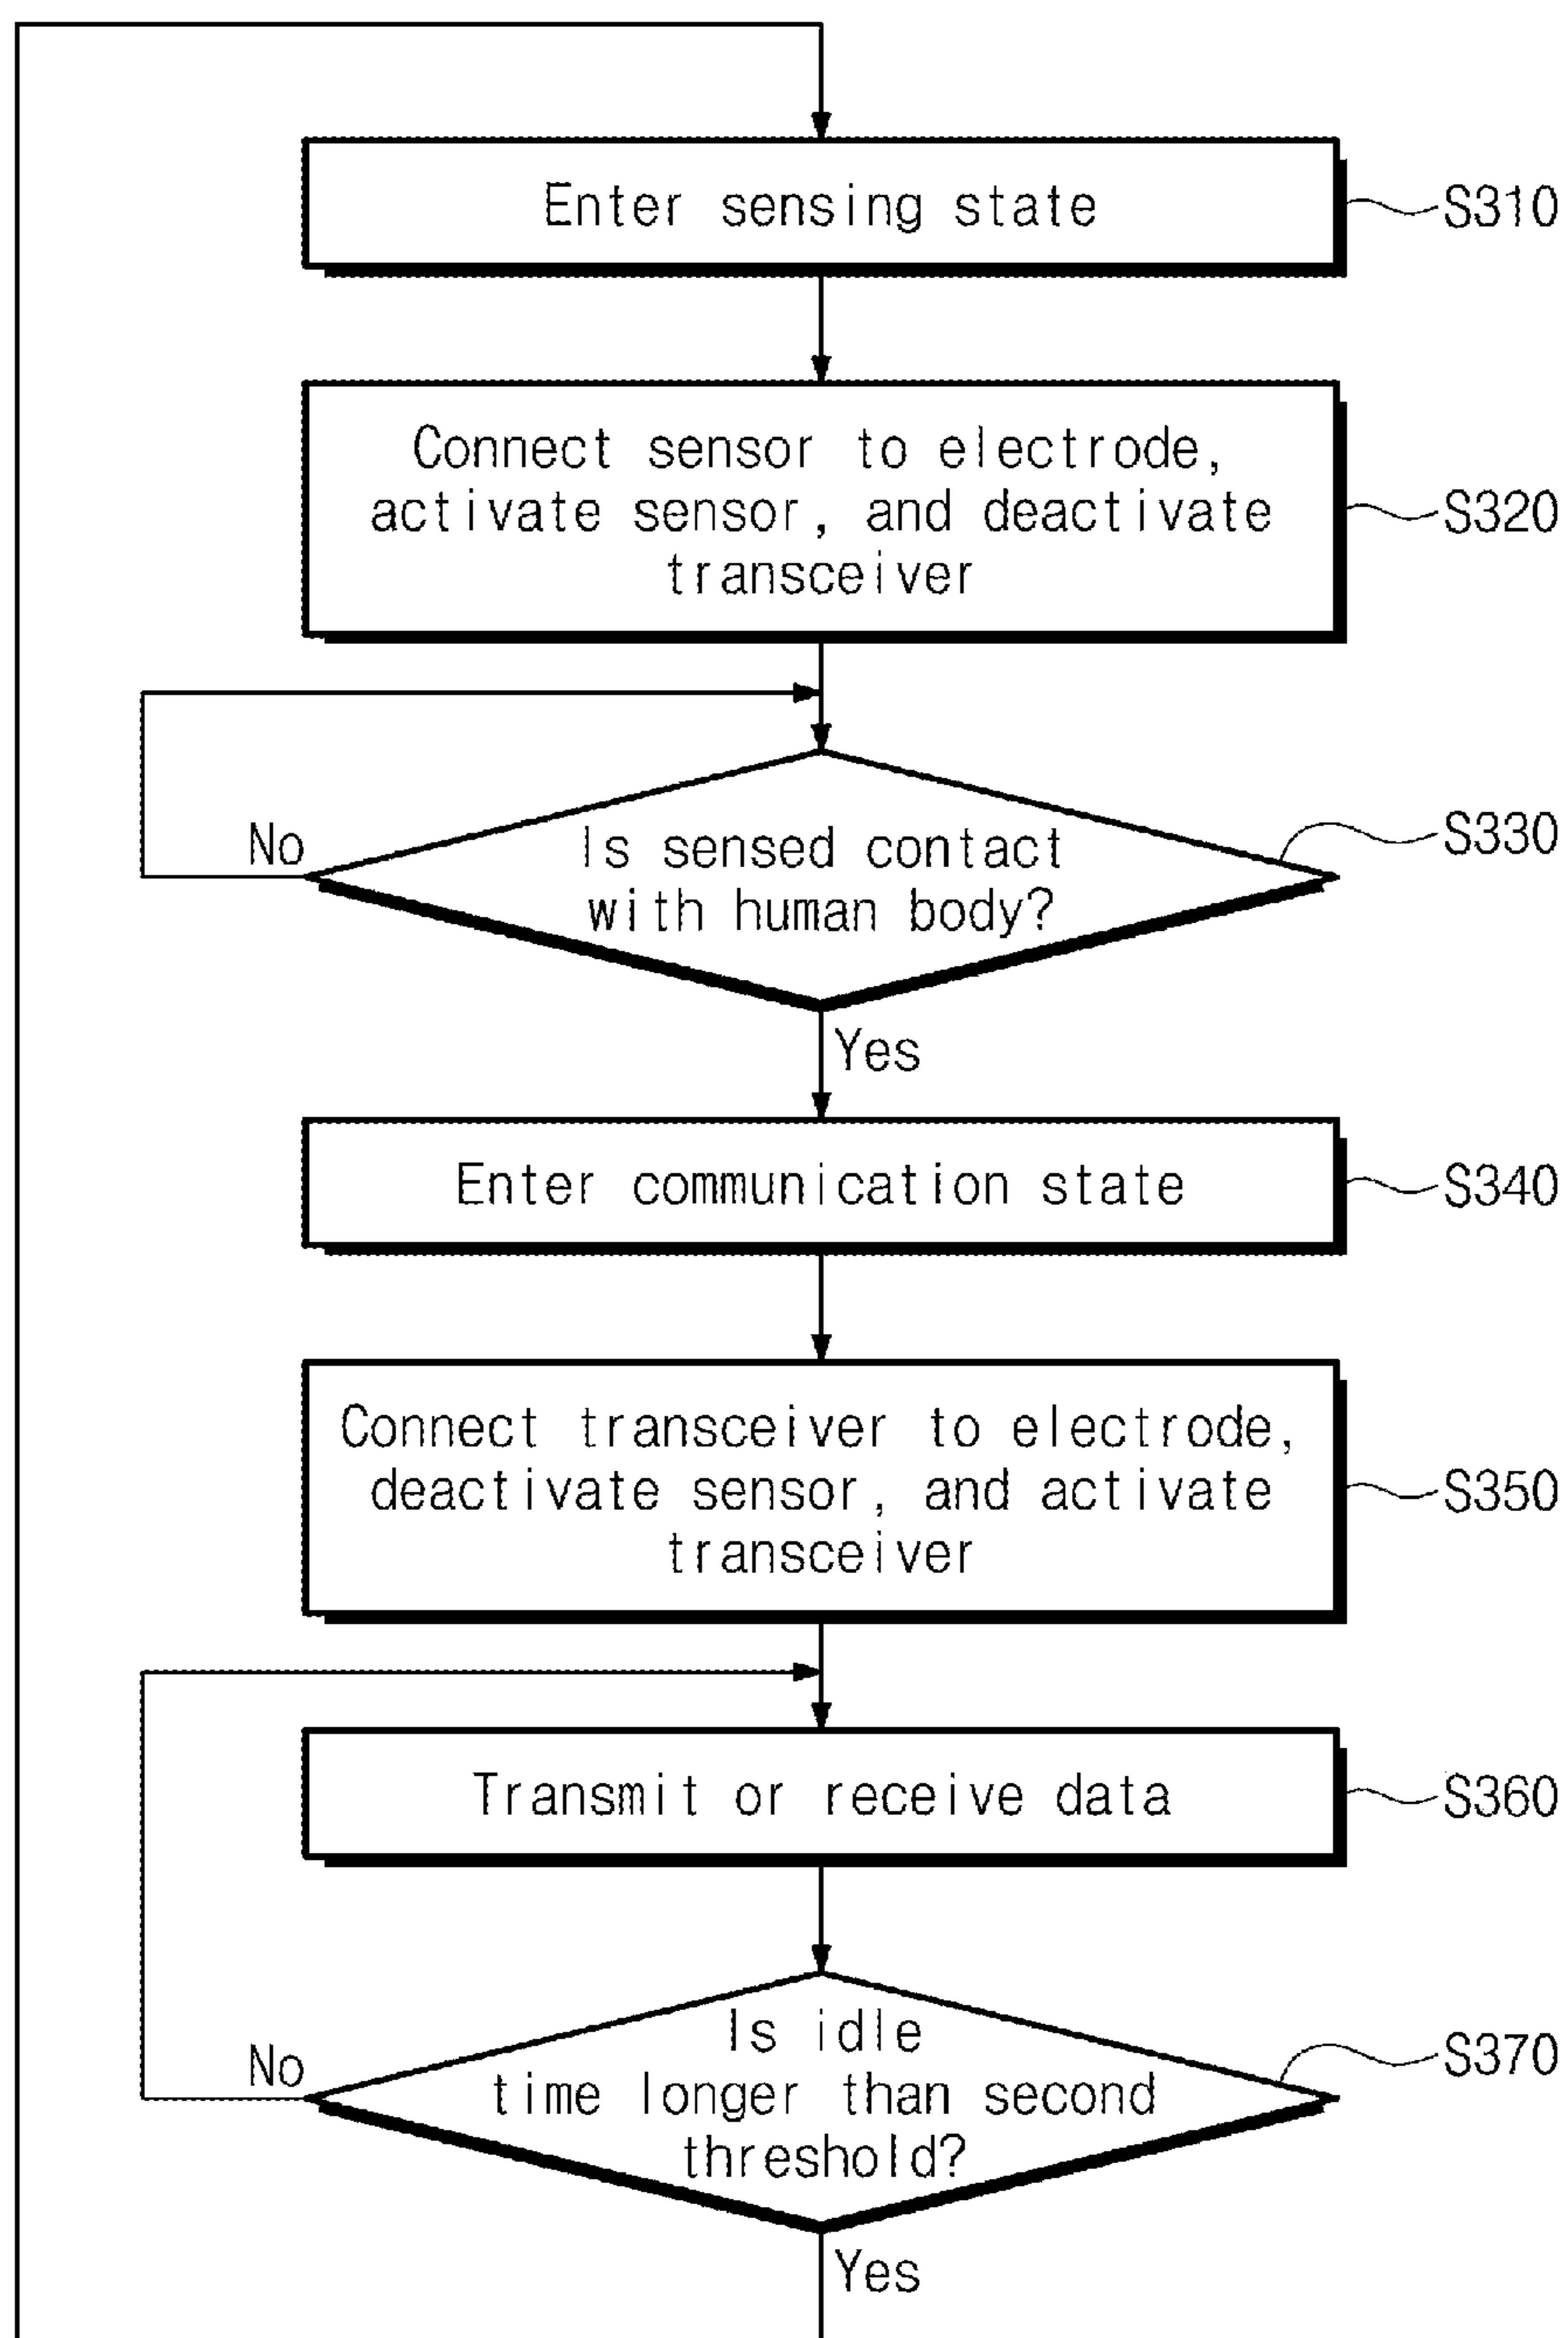 Enter sensing state
S310
Connect sensor to electrode,
activate sensor, and deactivate
transceiver
S320
No
Is sensed contact
with human body?
S330
Yes
Enter communication state
S340
Connect transceiver to electrode,
deactivate sensor, and activate
transceiver
S350
Transmit or receive data
S360
No
Is idle
time longer than second
threshold?
S370
Yes